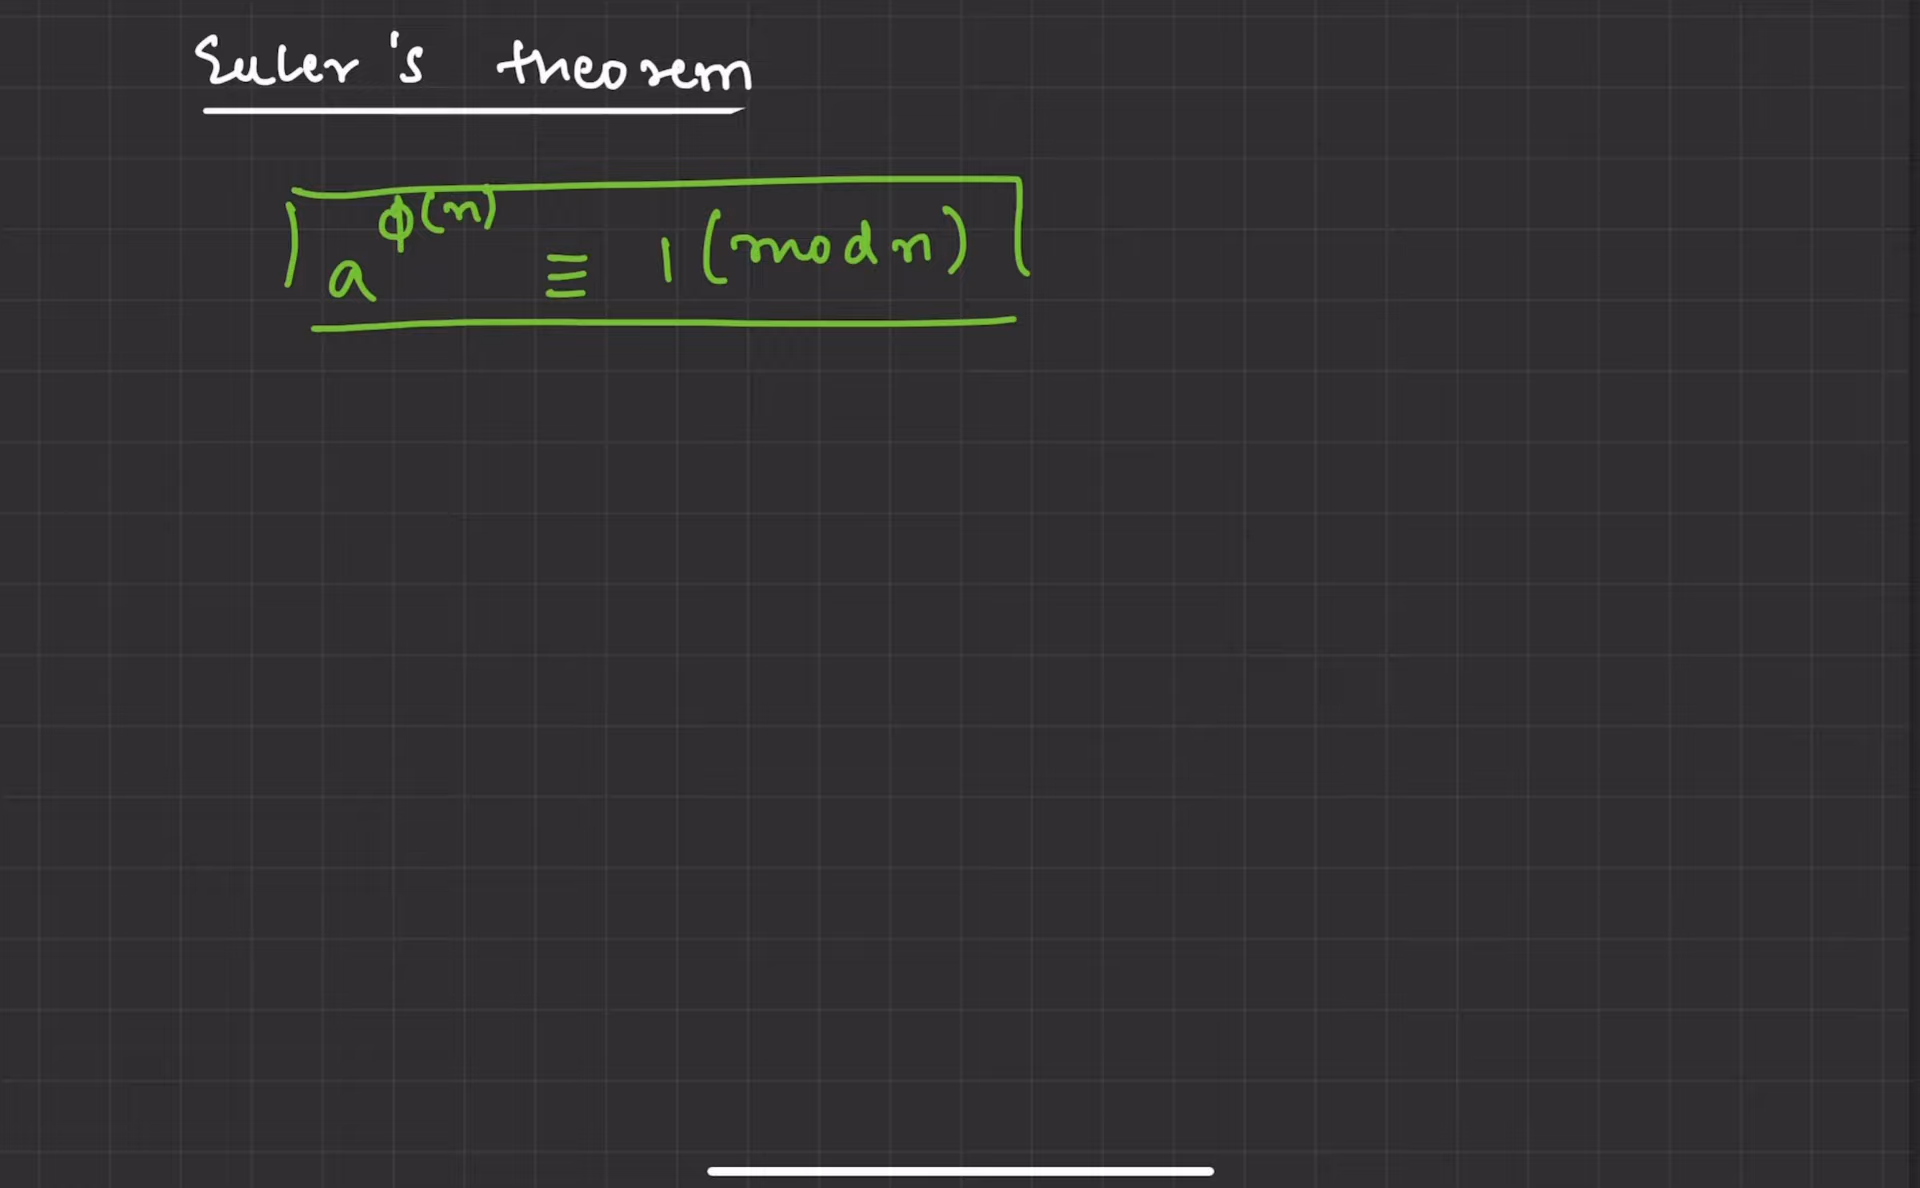 Euler's theorem
a^ϕ(n) ≡ 1 (mod n)